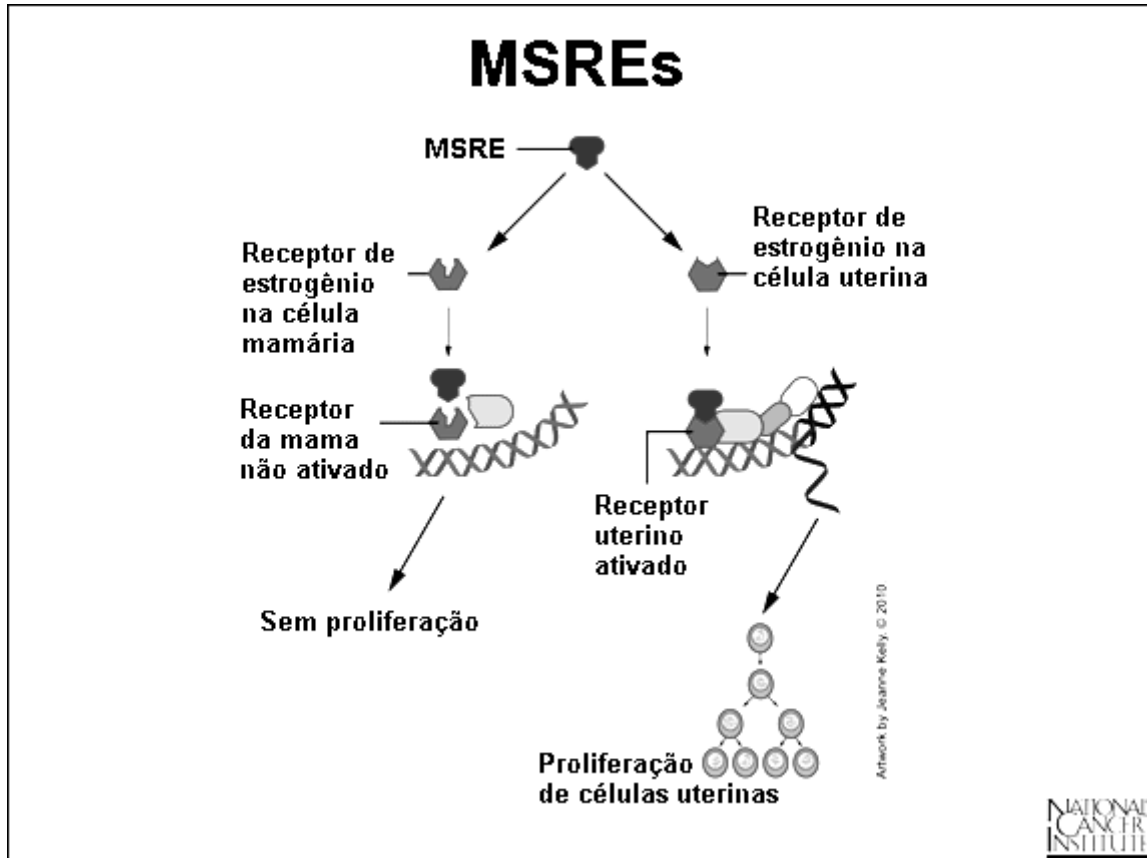 MSREs
MSRE
Receptor de
estrogênio na
célula uterina
Receptor de
estrogênio
na célula
mamária
Receptor
da mama
não ativado
Receptor
uterino
ativado
Sem proliferação
Proliferação
de células uterinas
Artwork by Jeanne Kelly. © 2010
NATIONAL
CANCER
INSTITUTE